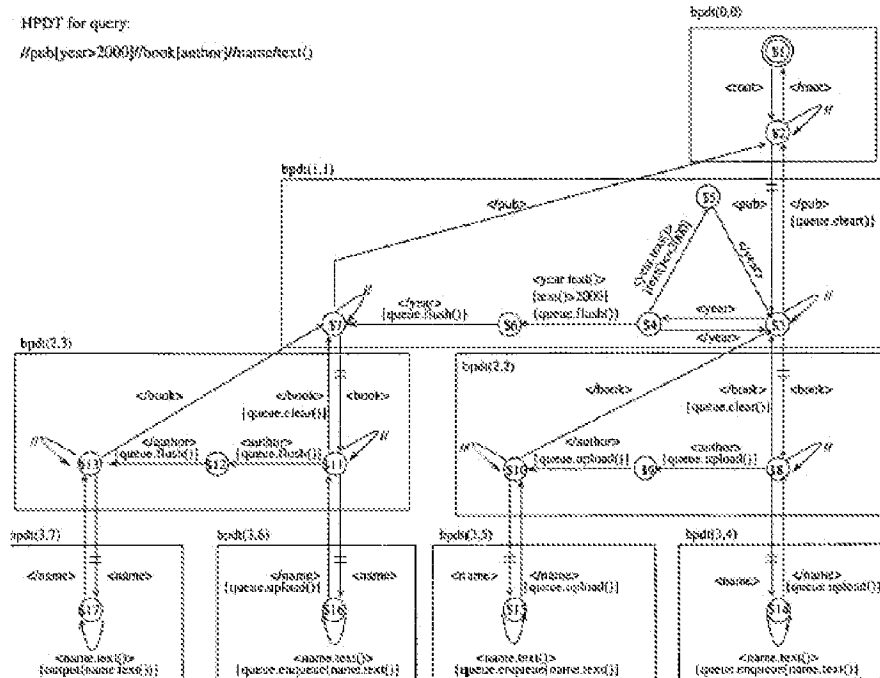 HPDT for query:
//pub[year>2000]//book[author]//name/text()
bpdt(0,0)
$1
<root>
</root>
$2
//
bpdt(1,1)
</pub>
$5
<pub>
</pub>
{queue.clear()}
</year>
<year.text()>
<year.text()>
{text()>2000}
{queue.flush()}
</year>
{queue.flush()}
//
<year>
//
$7
$6
$4
$3
</year>
bpdt(2,3)
bpdt(2,2)
</book>
</book>
{queue.clear()}
<book>
</book>
</book>
{queue.clear()}
<book>
//
</author>
{queue.flush()}
<author>
{queue.flush()}
//
//
</author>
{queue.upload()}
<author>
{queue.upload()}
//
$13
$12
$11
$10
$9
$8
bpdt(3,7)
bpdt(3,6)
bpdt(3,5)
bpdt(3,4)
</name>
<name>
</name>
{queue.upload()}
<name>
<name>
</name>
{queue.upload()}
<name>
</name>
{queue.upload()}
$17
$16
$14
<name.text()>
{output(name.text())}
<name.text()>
{queue.enqueue(name.text()}
<name.text()>
{queue.enqueue(name.text()}
<name.text()>
{queue.enqueue(name.text()}